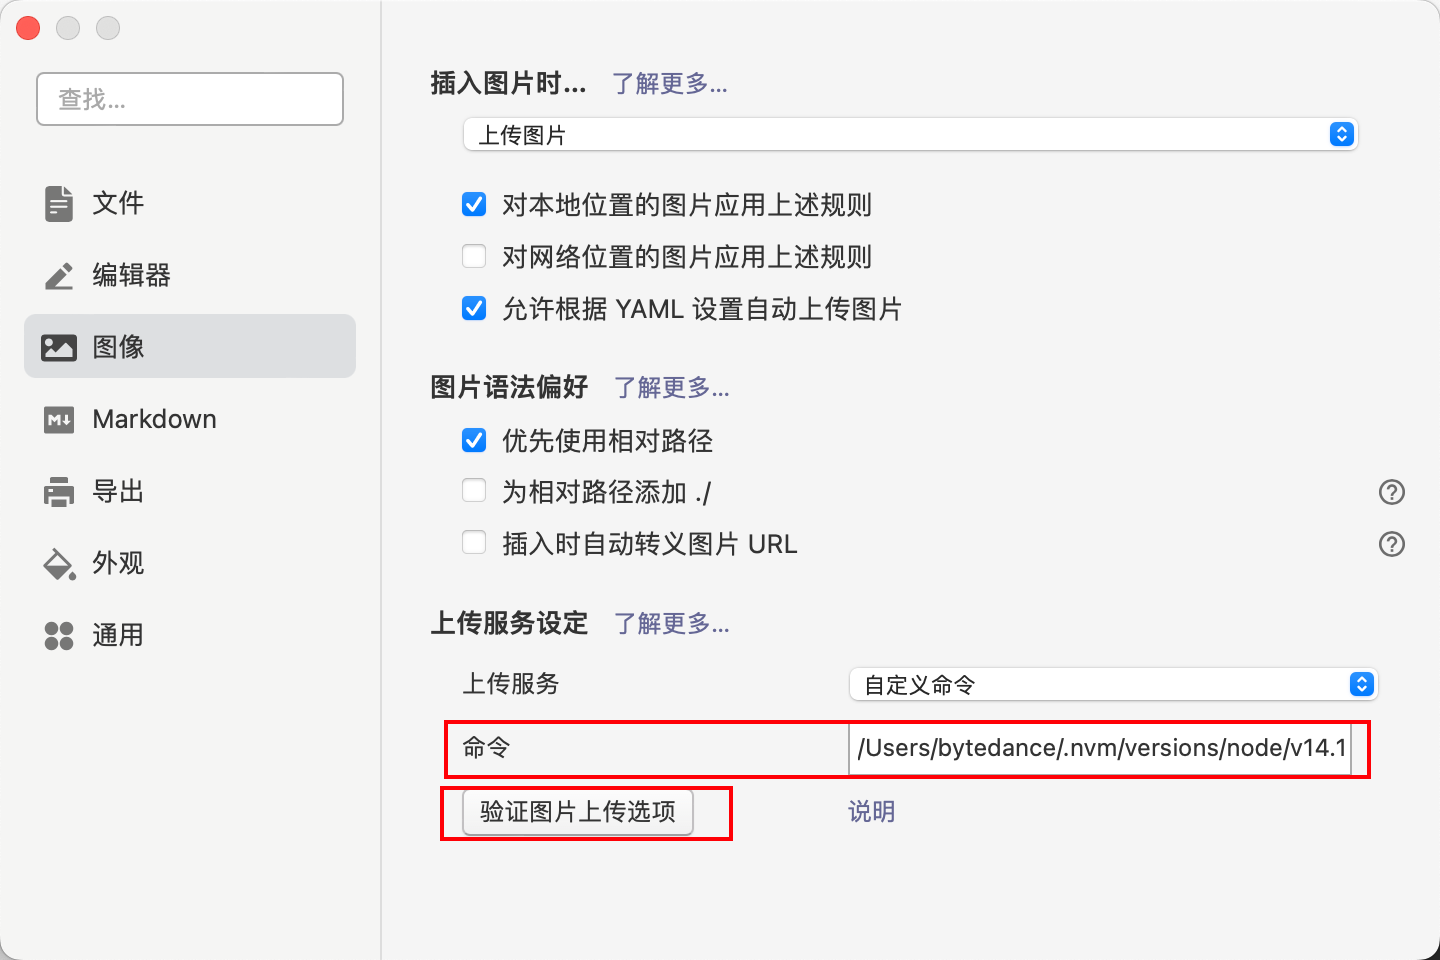 查找...
文件
编辑器
图像
Markdown
导出
外观
通用
插入图片时... 了解更多...
上传图片
对本地位置的图片应用上述规则
对网络位置的图片应用上述规则
允许根据 YAML 设置自动上传图片
图片语法偏好 了解更多...
优先使用相对路径
为相对路径添加 ./
?
插入时自动转义图片 URL
?
上传服务设定 了解更多...
上传服务 自定义命令
命令 /Users/bytedance/.nvm/versions/node/v14.1
验证图片上传选项 说明